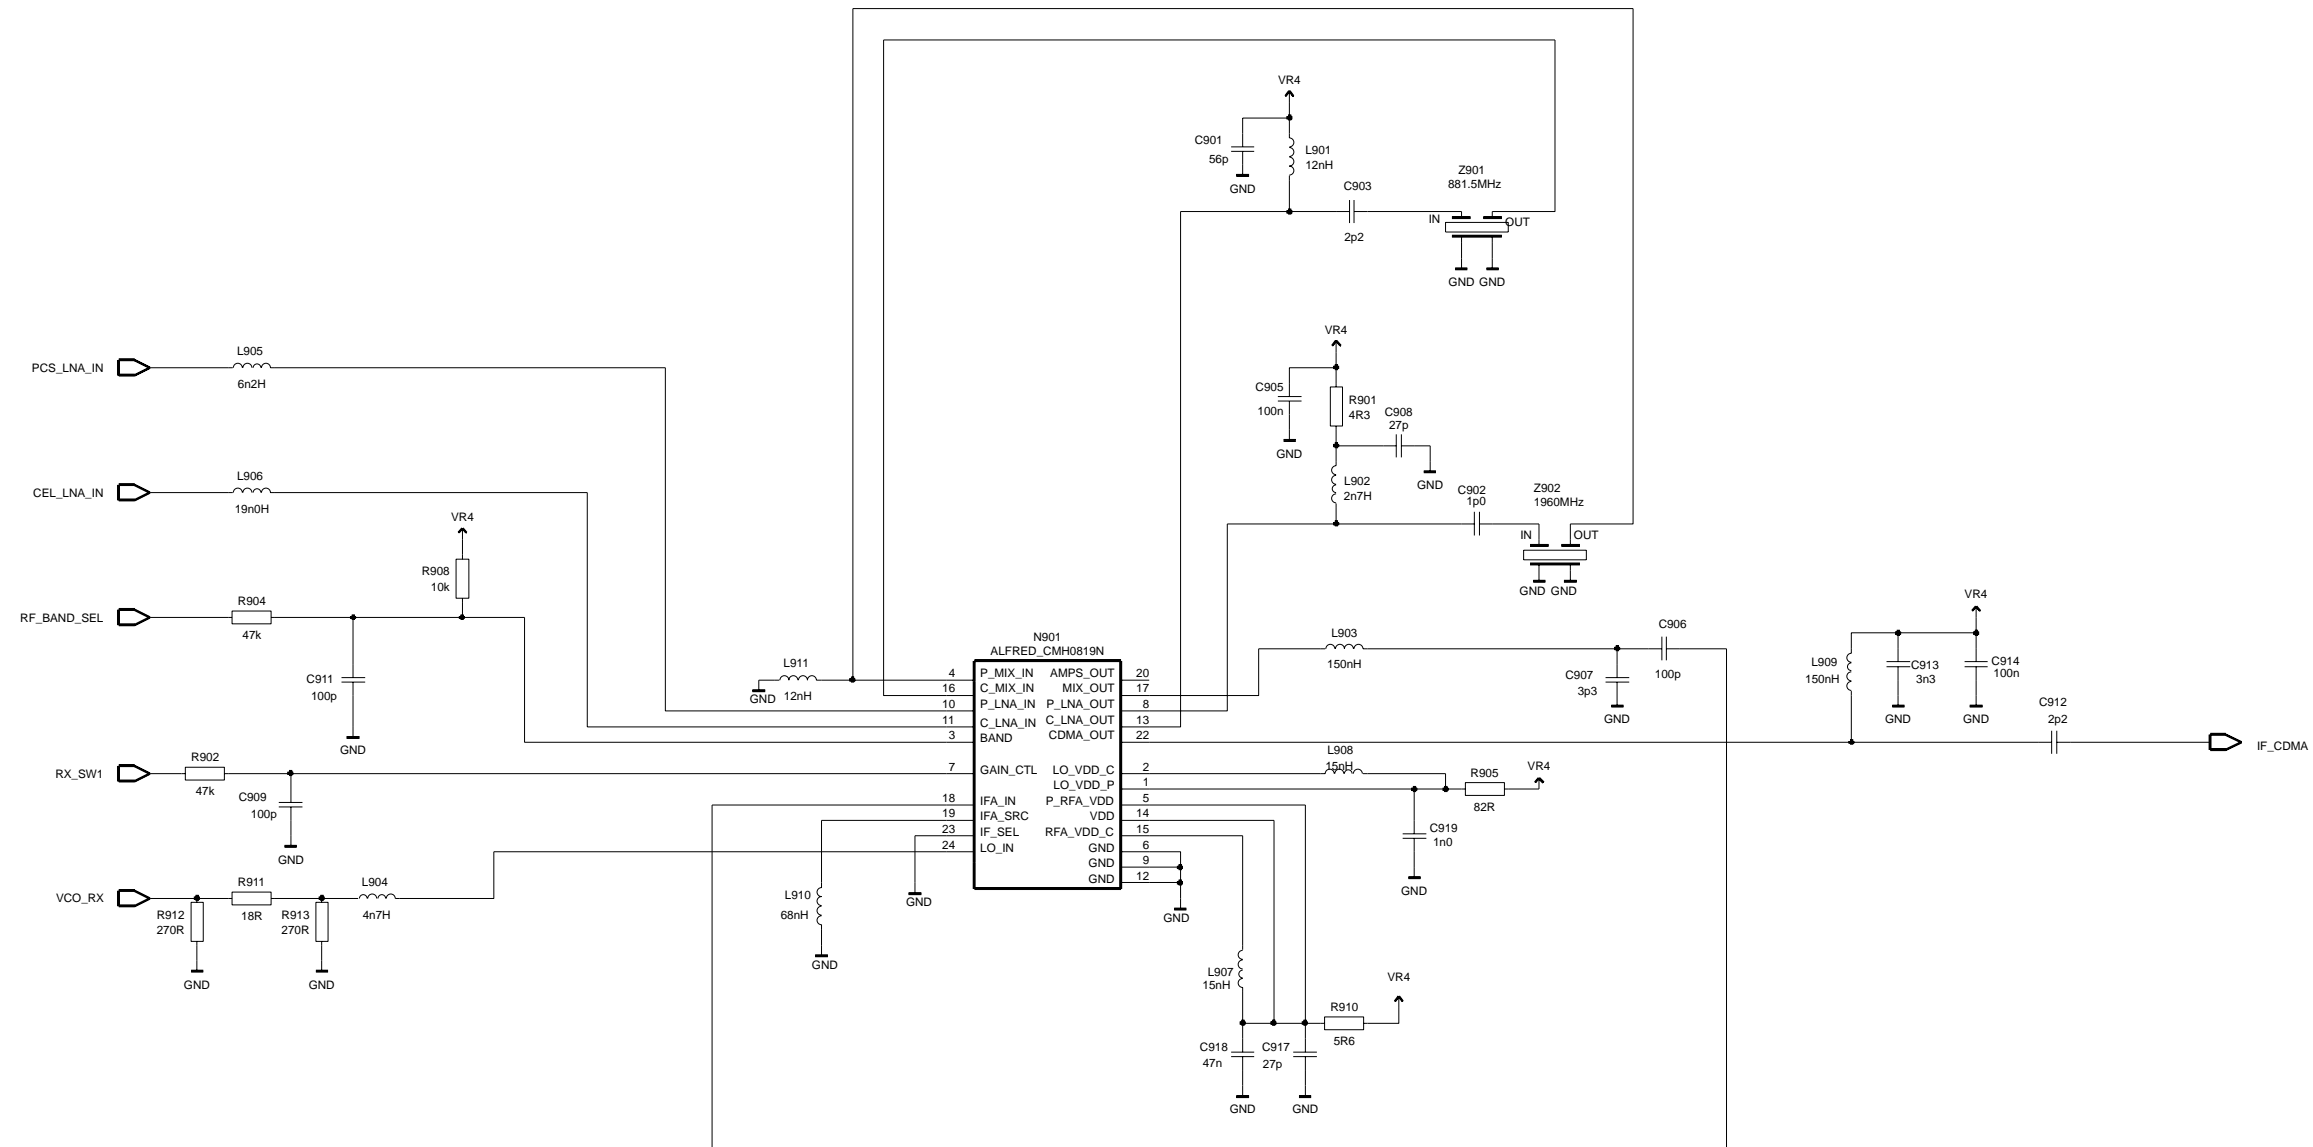 VR4
C901
56p
GND
L901
12nH
C903
2p2
Z901
881.5MHz
IN
OUT
GND GND
VR4
C905
100n
GND
R901
4R3
C908
27p
GND
L902
2n7H
C902
1p0
Z902
1960MHz
IN
OUT
GND GND
PCS_LNA_IN
L905
6n2H
CEL_LNA_IN
L906
19n0H
VR4
R908
10k
RF_BAND_SEL
R904
47k
C911
100p
GND
RX_SW1
R902
47k
C909
100p
GND
VCO_RX
R912
270R
GND
R911
18R
R913
270R
GND
L904
4n7H
L911
12nH
GND
L910
68nH
GND
GND
N901
ALFRED_CMH0819N
4 P_MIX_IN AMPS_OUT 20
16 C_MIX_IN MIX_OUT 17
10 P_LNA_IN P_LNA_OUT 8
11 C_LNA_IN C_LNA_OUT 13
3 BAND CDMA_OUT 22
7 GAIN_CTL LO_VDD_C 2
LO_VDD_P 1
18 IFA_IN P_RFA_VDD 5
19 IFA_SRC VDD 14
23 IF_SEL RFA_VDD_C 15
24 LO_IN GND 6
GND 9
GND 12
GND
L903
150nH
C907
3p3
GND
C906
100p
L908
15nH
R905
82R
VR4
C919
1n0
GND
L907
15nH
R910
5R6
VR4
C918
47n
GND
C917
27p
GND
VR4
L909
150nH
C913
3n3
GND
C914
100n
GND
C912
2p2
IF_CDMA